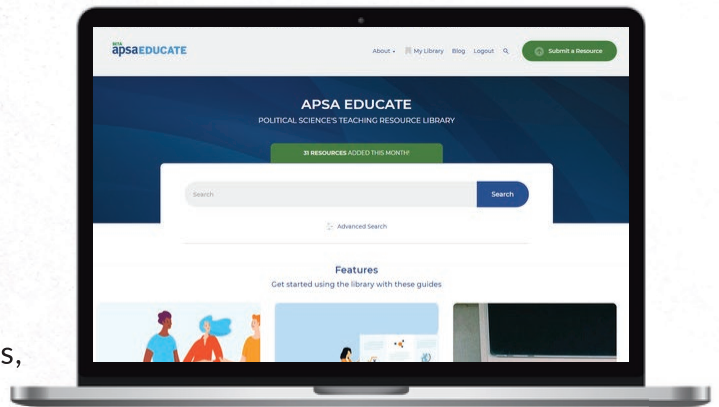 BETA
apsaEDUCATE
About
My Library
Blog
Logout
Submit a Resource
APSA EDUCATE
POLITICAL SCIENCE'S TEACHING RESOURCE LIBRARY
31 RESOURCES ADDED THIS MONTH!
Search
Search
Advanced Search
Features
Get started using the library with these guides
s,